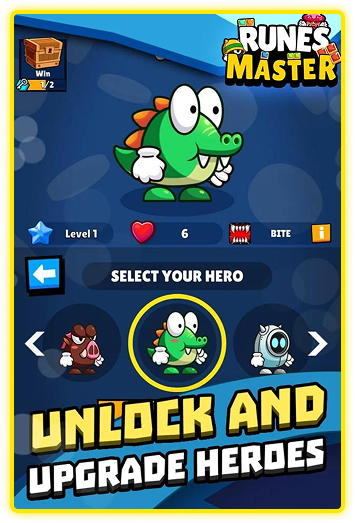 RUNES
MASTER
Win
1/2
Level 1
6
BITE
i
SELECT YOUR HERO
UNLOCK AND
UPGRADE HEROES